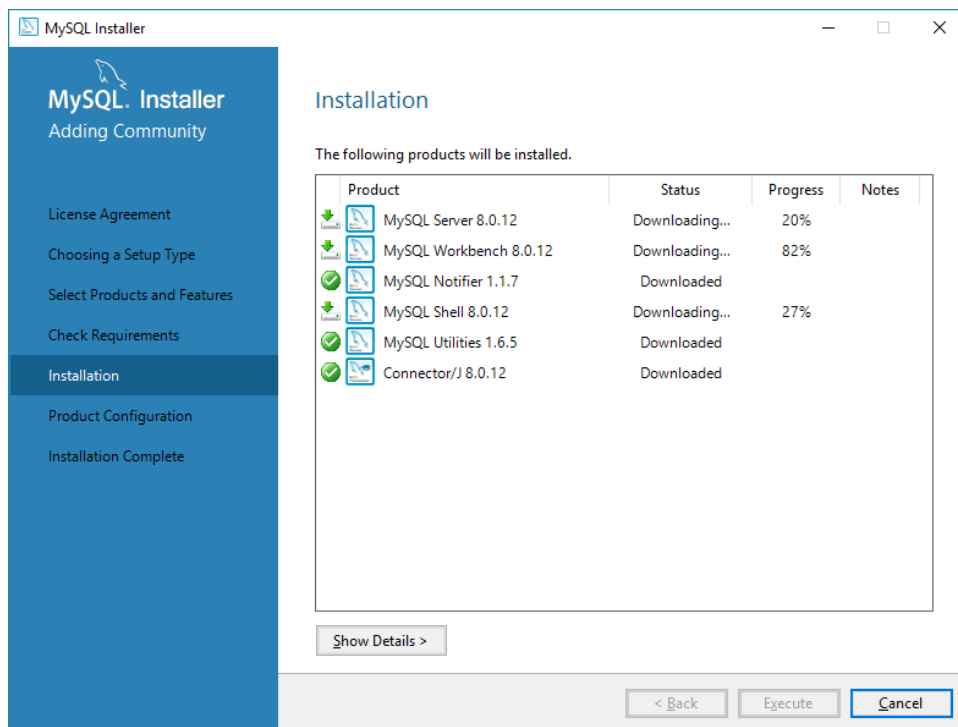 MySQL Installer
MySQL. Installer
Adding Community
License Agreement
Choosing a Setup Type
Select Products and Features
Check Requirements
Installation
Product Configuration
Installation Complete
Installation
The following products will be installed.
Product Status Progress Notes
MySQL Server 8.0.12 Downloading... 20%
MySQL Workbench 8.0.12 Downloading... 82%
MySQL Notifier 1.1.7 Downloaded
MySQL Shell 8.0.12 Downloading... 27%
MySQL Utilities 1.6.5 Downloaded
Connector/J 8.0.12 Downloaded
Show Details >
< Back Execute Cancel